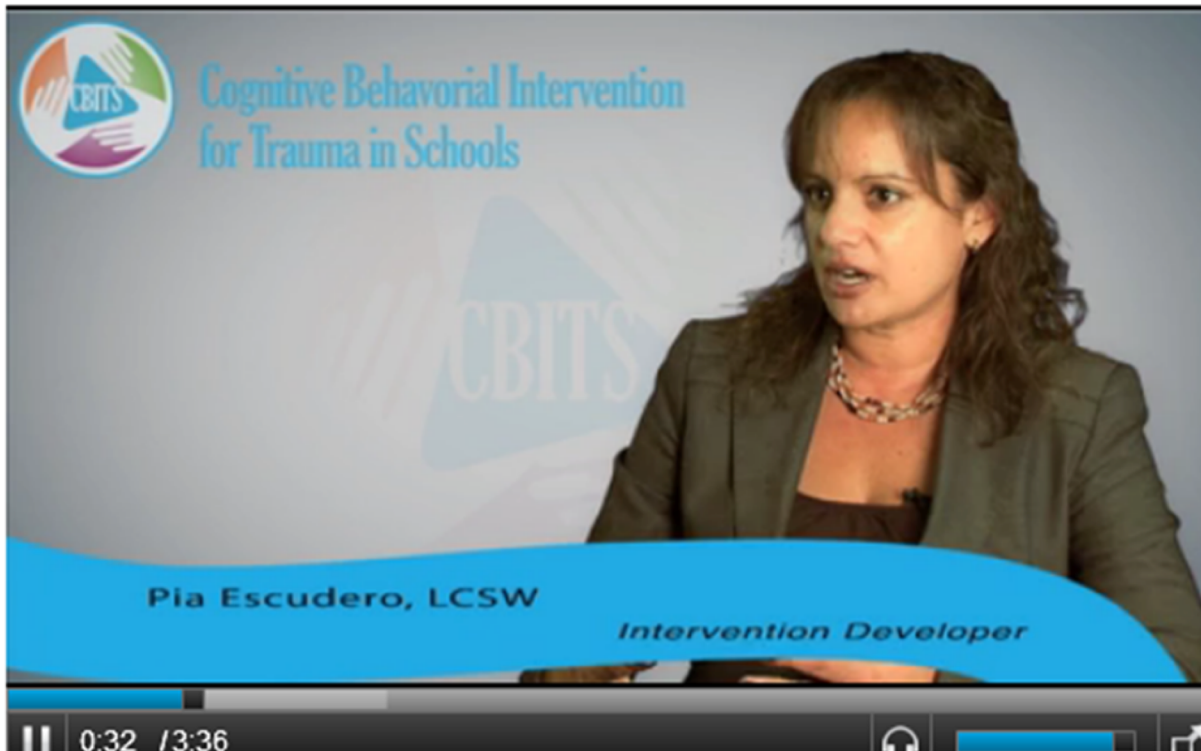 CBITS
Cognitive Behavorial Intervention
for Trauma in Schools
CBITS
Pia Escudero, LCSW
Intervention Developer
0:32 / 3:36